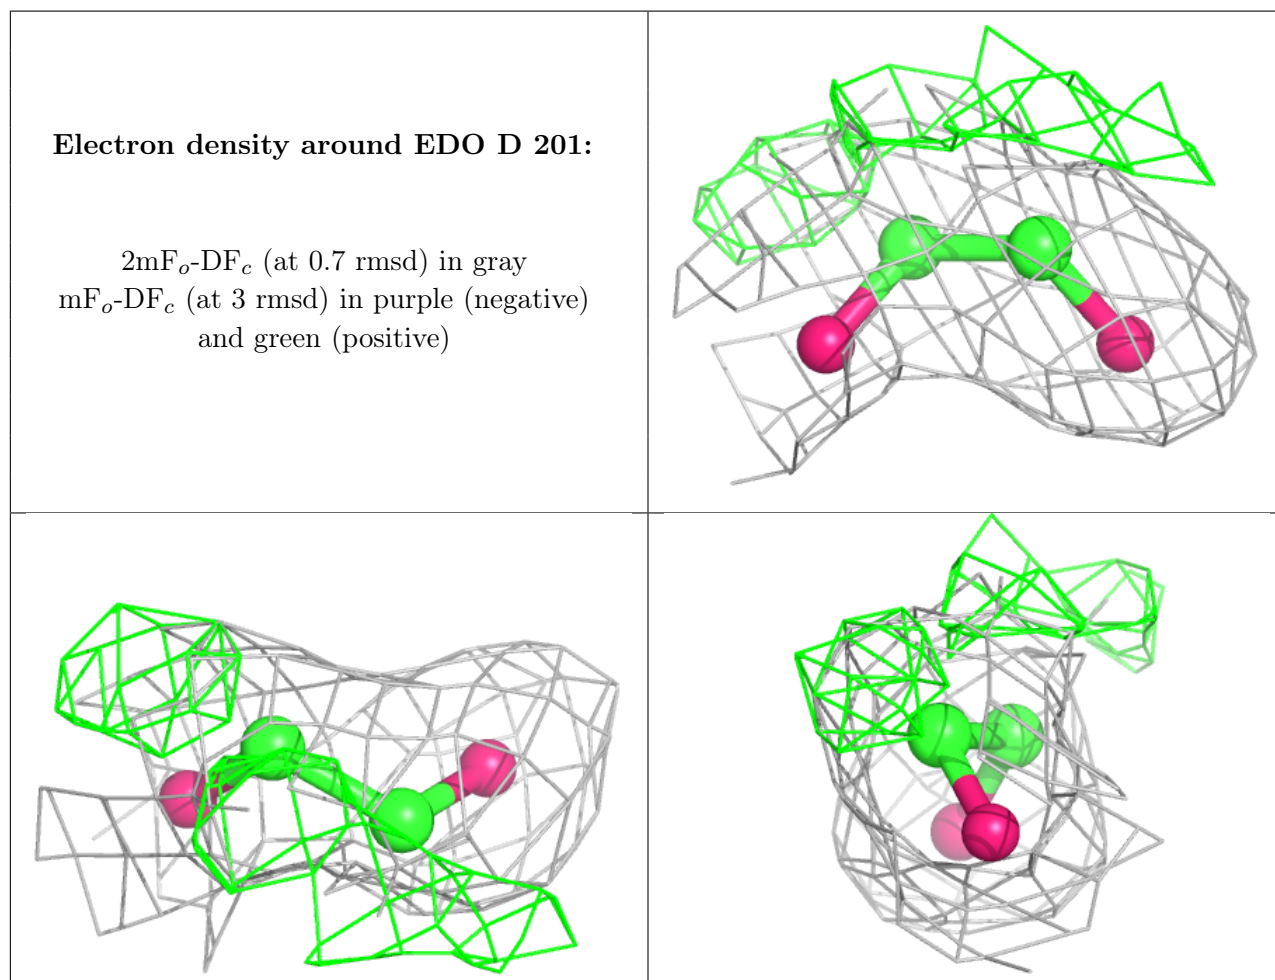 Electron density around EDO D 201:
2mFo-DFc (at 0.7 rmsd) in gray
mFo-DFc (at 3 rmsd) in purple (negative)
and green (positive)